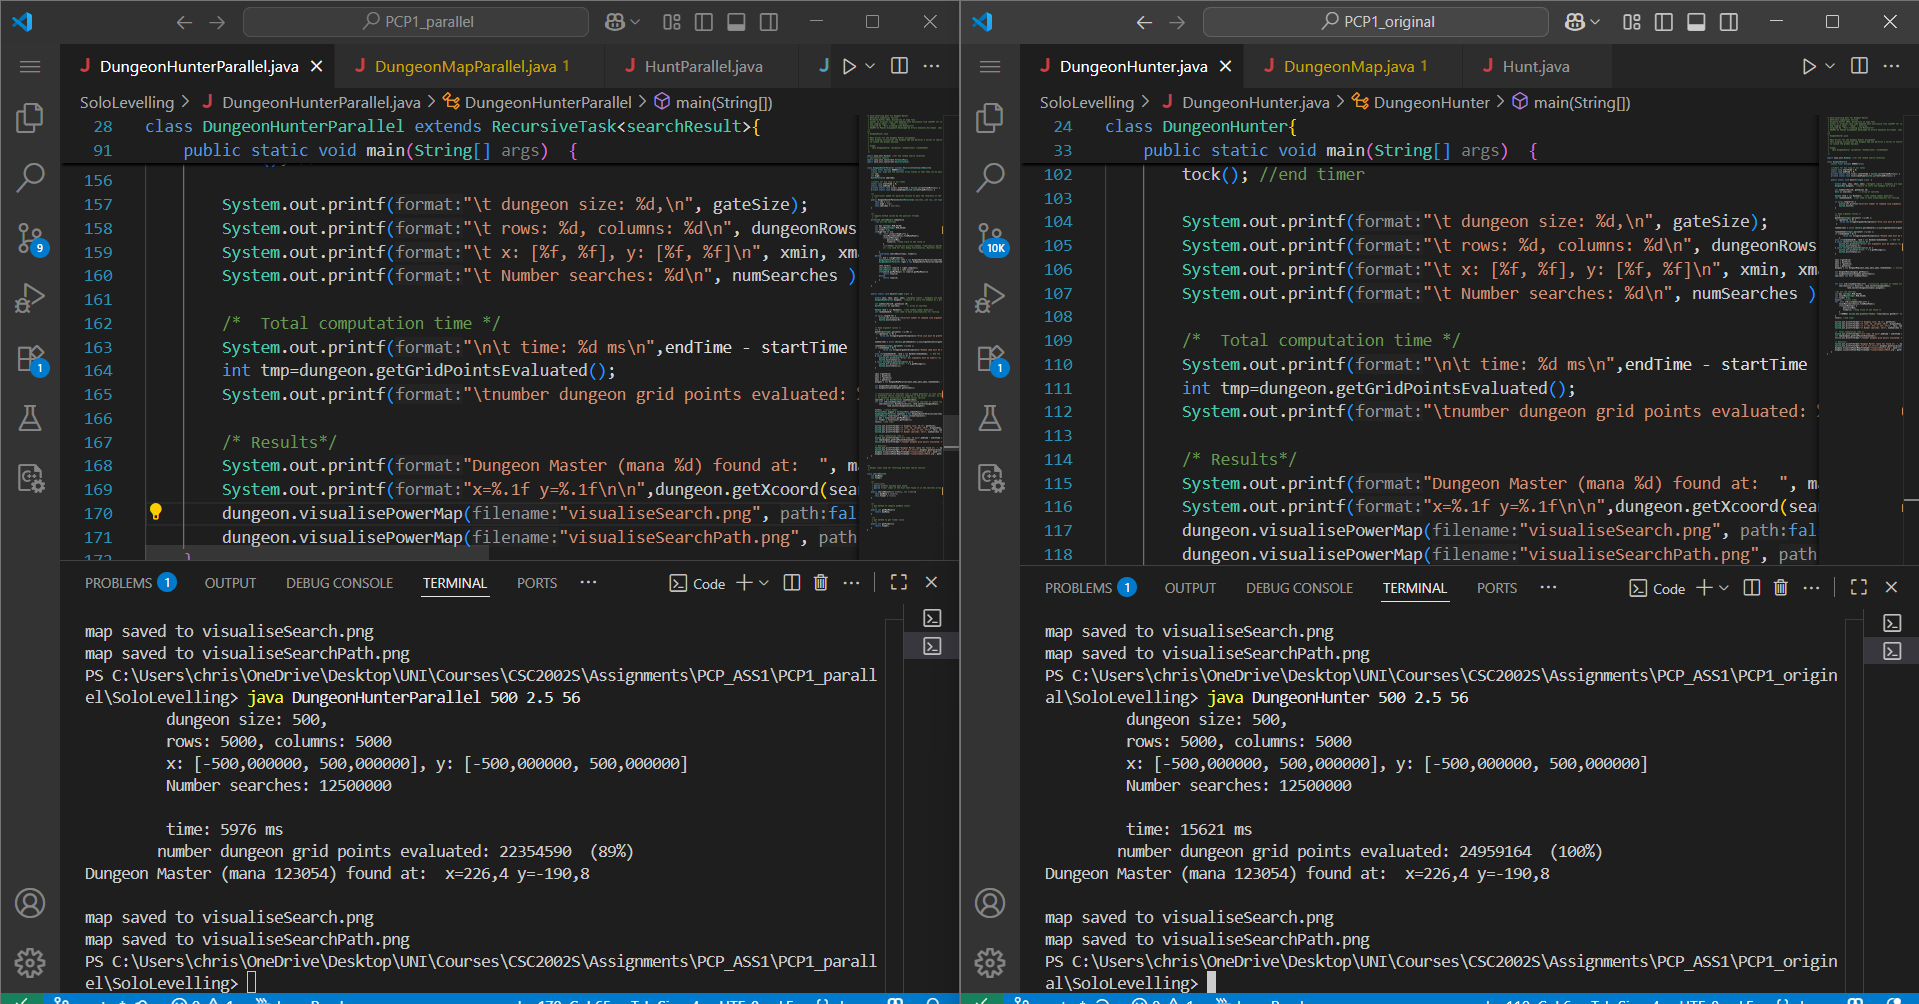 PCP1_parallel
DungeonHunterParallel.java
DungeonMapParallel.java 1
HuntParallel.java
SoloLevelling > DungeonHunterParallel.java > DungeonHunterParallel > main(String[])
28 class DungeonHunterParallel extends RecursiveTask<searchResult>{
91 public static void main(String[] args) {
156
157 System.out.printf(format:"\t dungeon size: %d,\n", gateSize);
158 System.out.printf(format:"\t rows: %d, columns: %d\n", dungeonRows
159 System.out.printf(format:"\t x: [%f, %f], y: [%f, %f]\n", xmin, xma
160 System.out.printf(format:"\t Number searches: %d\n", numSearches )
161
162 /* Total computation time */
163 System.out.printf(format:"\n\t time: %d ms\n",endTime - startTime
164 int tmp=dungeon.getGridPointsEvaluated();
165 System.out.printf(format:"\tnumber dungeon grid points evaluated:
166
167 /* Results*/
168 System.out.printf(format:"Dungeon Master (mana %d) found at:  ", ma
169 System.out.printf(format:"x=%.1f y=%.1f\n\n",dungeon.getXcoord(sea
170 dungeon.visualisePowerMap(filename:"visualiseSearch.png", path:fal
171 dungeon.visualisePowerMap(filename:"visualiseSearchPath.png", path
172 }
9
1
PROBLEMS 1 OUTPUT DEBUG CONSOLE TERMINAL PORTS ··· Code
map saved to visualiseSearch.png
map saved to visualiseSearchPath.png
PS C:\Users\chris\OneDrive\Desktop\UNI\Courses\CSC2002S\Assignments\PCP_ASS1\PCP1_parall
el\SoloLevelling> java DungeonHunterParallel 500 2.5 56
dungeon size: 500,
rows: 5000, columns: 5000
x: [-500,000000, 500,000000], y: [-500,000000, 500,000000]
Number searches: 12500000
time: 5976 ms
number dungeon grid points evaluated: 22354590  (89%)
Dungeon Master (mana 123054) found at:  x=226,4 y=-190,8
map saved to visualiseSearch.png
map saved to visualiseSearchPath.png
PS C:\Users\chris\OneDrive\Desktop\UNI\Courses\CSC2002S\Assignments\PCP_ASS1\PCP1_parall
el\SoloLevelling>
PCP1_original
DungeonHunter.java
DungeonMap.java 1
Hunt.java
SoloLevelling > DungeonHunter.java > DungeonHunter > main(String[])
24 class DungeonHunter{
33 public static void main(String[] args) {
102 tock(); //end timer
103
104 System.out.printf(format:"\t dungeon size: %d,\n", gateSize);
105 System.out.printf(format:"\t rows: %d, columns: %d\n", dungeonRows
106 System.out.printf(format:"\t x: [%f, %f], y: [%f, %f]\n", xmin, xma
107 System.out.printf(format:"\t Number searches: %d\n", numSearches )
108
109 /* Total computation time */
110 System.out.printf(format:"\n\t time: %d ms\n",endTime - startTime
111 int tmp=dungeon.getGridPointsEvaluated();
112 System.out.printf(format:"\tnumber dungeon grid points evaluated:
113
114 /* Results*/
115 System.out.printf(format:"Dungeon Master (mana %d) found at:  ", m
116 System.out.printf(format:"x=%.1f y=%.1f\n\n",dungeon.getXcoord(sea
117 dungeon.visualisePowerMap(filename:"visualiseSearch.png", path:fal
118 dungeon.visualisePowerMap(filename:"visualiseSearchPath.png", path
10K
1
PROBLEMS 1 OUTPUT DEBUG CONSOLE TERMINAL PORTS ··· Code
map saved to visualiseSearch.png
map saved to visualiseSearchPath.png
PS C:\Users\chris\OneDrive\Desktop\UNI\Courses\CSC2002S\Assignments\PCP_ASS1\PCP1_origin
al\SoloLevelling> java DungeonHunter 500 2.5 56
dungeon size: 500,
rows: 5000, columns: 5000
x: [-500,000000, 500,000000], y: [-500,000000, 500,000000]
Number searches: 12500000
time: 15621 ms
number dungeon grid points evaluated: 24959164  (100%)
Dungeon Master (mana 123054) found at:  x=226,4 y=-190,8
map saved to visualiseSearch.png
map saved to visualiseSearchPath.png
PS C:\Users\chris\OneDrive\Desktop\UNI\Courses\CSC2002S\Assignments\PCP_ASS1\PCP1_origin
al\SoloLevelling>